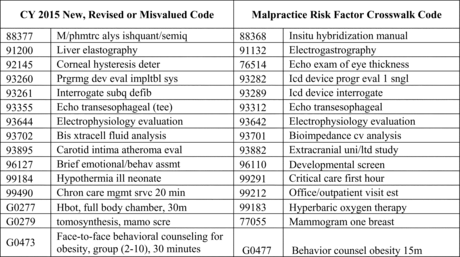 CY 2015 New, Revised or Misvalued Code Malpractice Risk Factor Crosswalk Code
88377 M/phmtrc alys ishquant/semiq 88368 Insitu hybridization manual
91200 Liver elastography 91132 Electrogastrography
92145 Corneal hysteresis deter 76514 Echo exam of eye thickness
93260 Prgrmg dev eval impltbl sys 93282 Icd device progr eval 1 sngl
93261 Interrogate subq defib 93289 Icd device interrogate
93355 Echo transesophageal (tee) 93312 Echo transesophageal
93644 Electrophysiology evaluation 93642 Electrophysiology evaluation
93702 Bis xtracell fluid analysis 93701 Bioimpedance cv analysis
93895 Carotid intima atheroma eval 93882 Extracranial uni/ltd study
96127 Brief emotional/behav assmt 96110 Developmental screen
99184 Hypothermia ill neonate 99291 Critical care first hour
99490 Chron care mgmt srvc 20 min 99212 Office/outpatient visit est
G0277 Hbot, full body chamber, 30m 99183 Hyperbaric oxygen therapy
G0279 tomosynthesis, mamo scre 77055 Mammogram one breast
G0473 Face-to-face behavioral counseling for
obesity, group (2-10), 30 minutes G0477 Behavior counsel obesity 15m